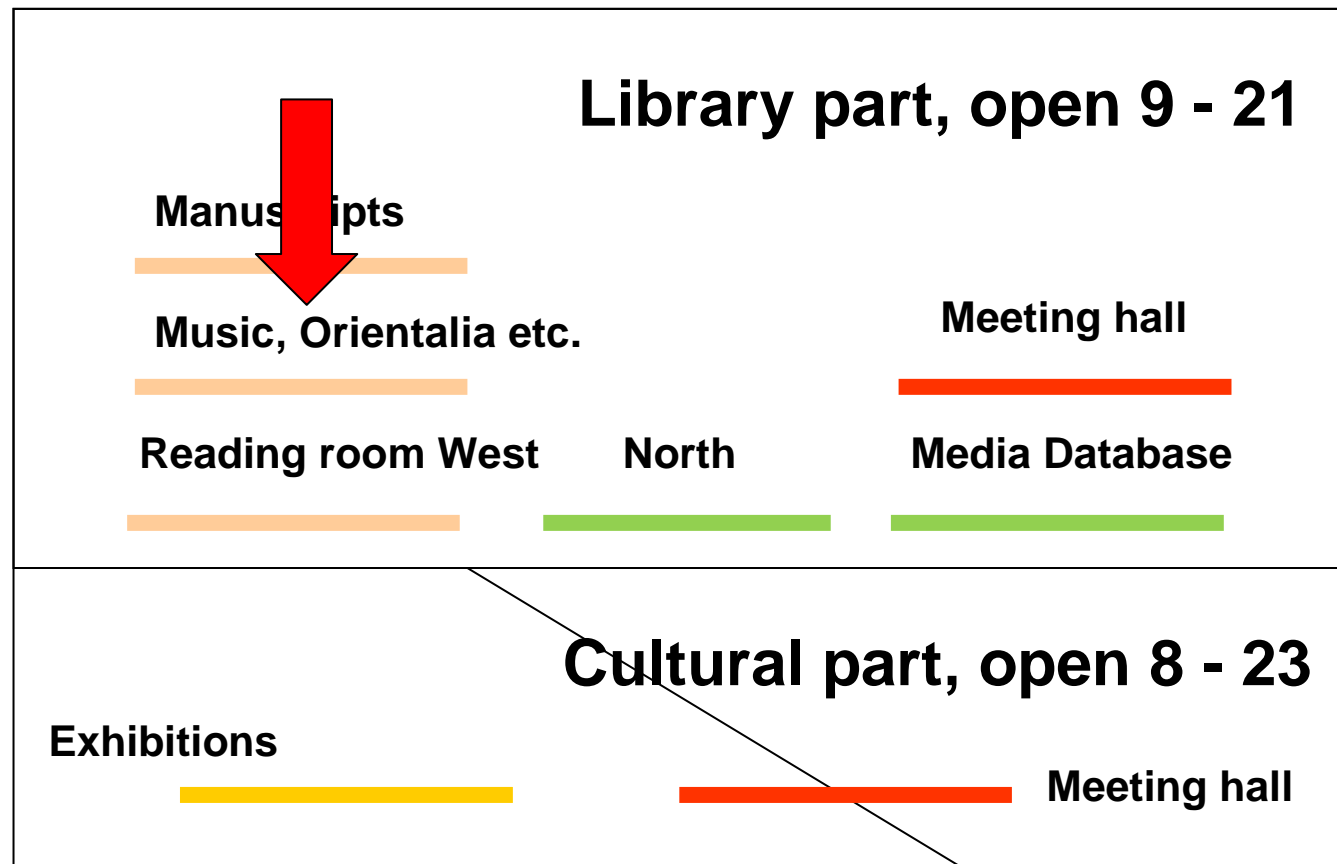 Library part, open 9 - 21
Manuscripts
Music, Orientalia etc.
Meeting hall
Reading room West
North
Media Database
Cultural part, open 8 - 23
Exhibitions
Meeting hall